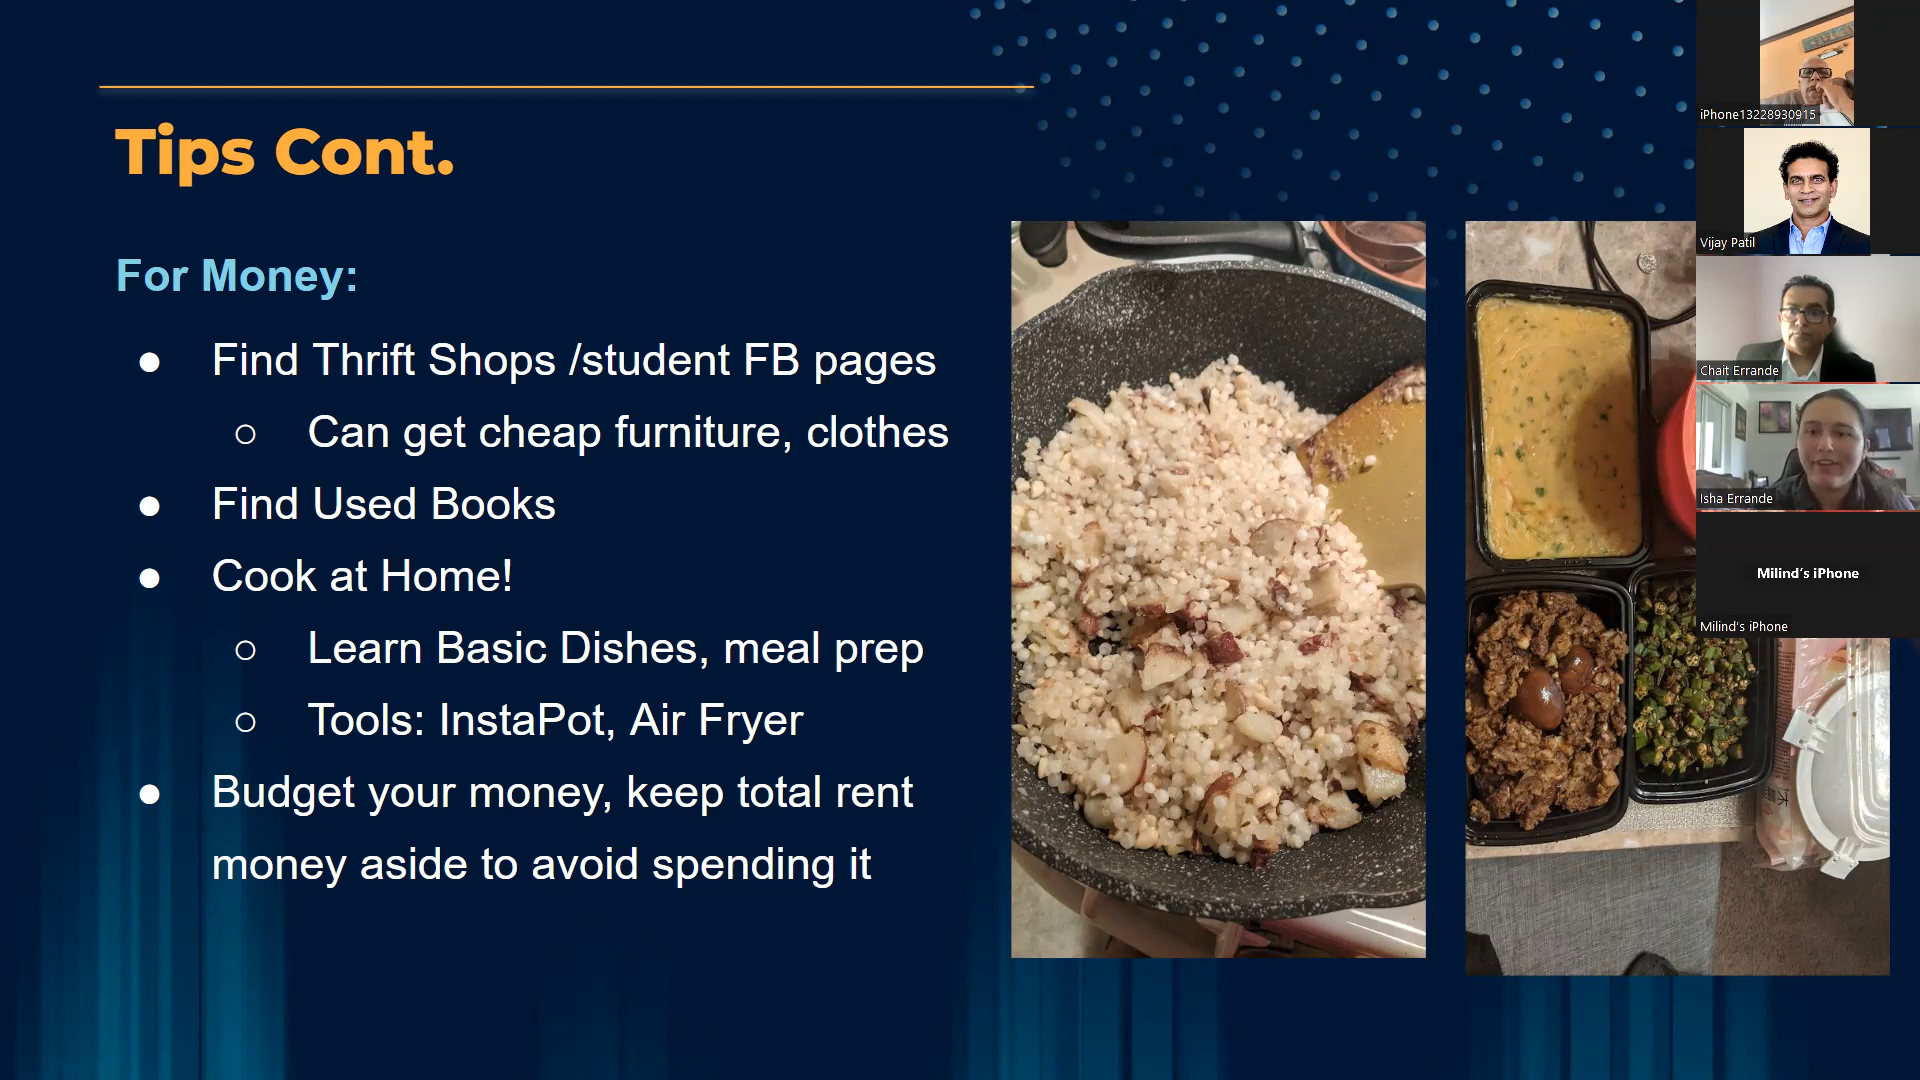 Tips Cont.
For Money:
● Find Thrift Shops /student FB pages
○ Can get cheap furniture, clothes
● Find Used Books
● Cook at Home!
○ Learn Basic Dishes, meal prep
○ Tools: InstaPot, Air Fryer
● Budget your money, keep total rent
money aside to avoid spending it
iPhone13228930915
Vijay Patil
Chait Errande
Isha Errande
Milind’s iPhone
Milind's iPhone